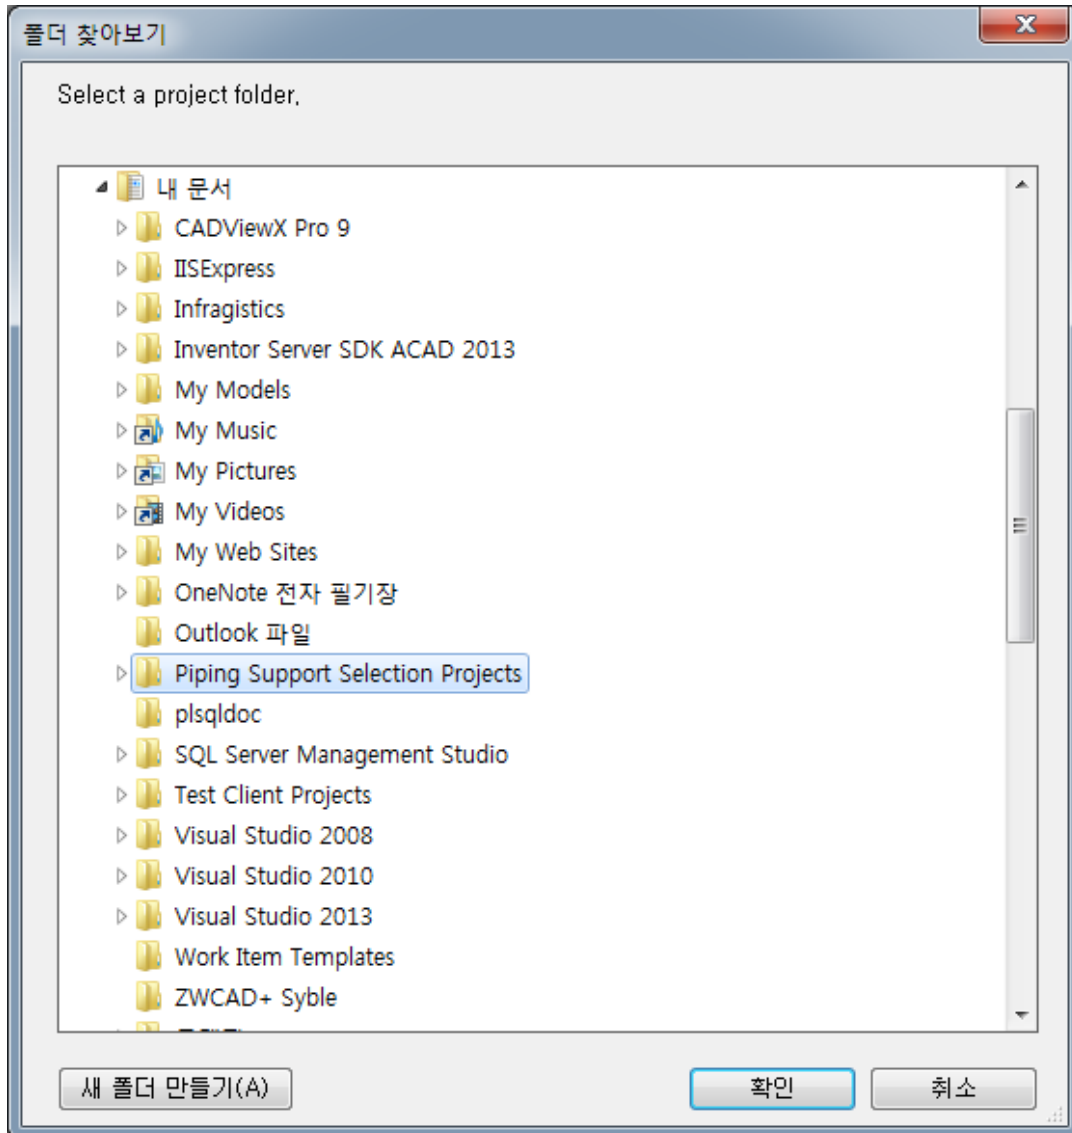 폴더 찾아보기
Select a project folder.
내 문서
CADViewX Pro 9
IISExpress
Infragistics
Inventor Server SDK ACAD 2013
My Models
My Music
My Pictures
My Videos
My Web Sites
OneNote 전자 필기장
Outlook 파일
Piping Support Selection Projects
plsqldoc
SQL Server Management Studio
Test Client Projects
Visual Studio 2008
Visual Studio 2010
Visual Studio 2013
Work Item Templates
ZWCAD+ Syble
새 폴더 만들기(A) 확인 취소